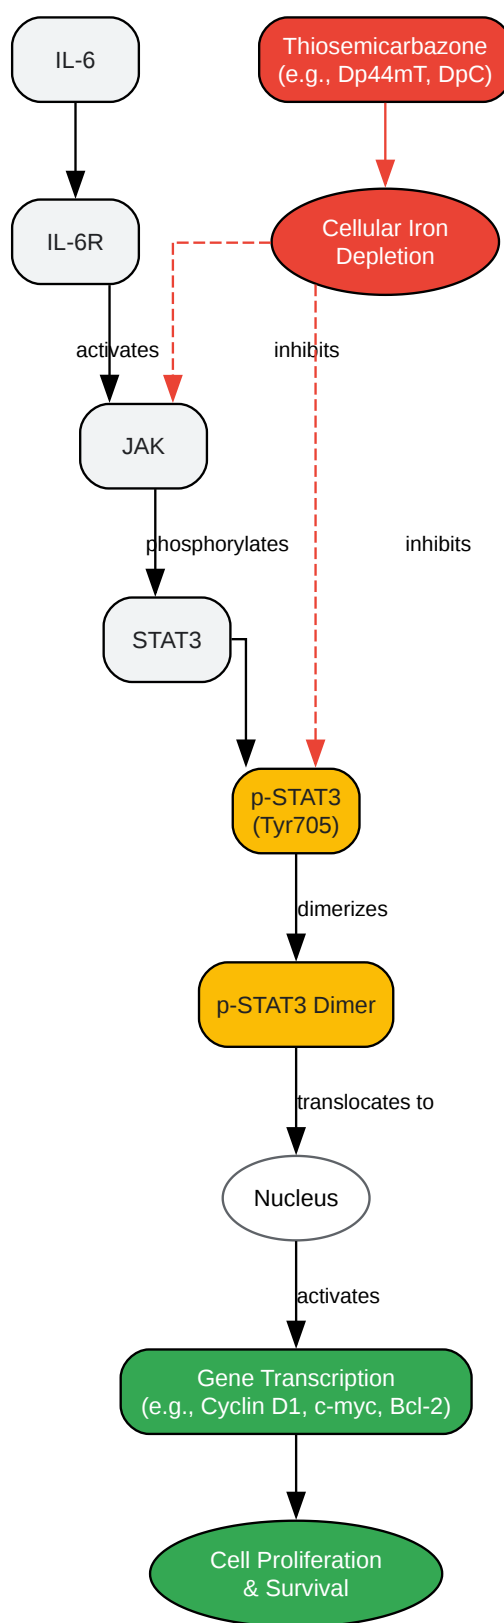 IL-6
Thiosemicarbazone
(e.g., Dp44mT, DpC)
IL-6R
Cellular Iron
Depletion
activates
inhibits
JAK
phosphorylates
inhibits
STAT3
p-STAT3
(Tyr705)
dimerizes
p-STAT3 Dimer
translocates to
Nucleus
activates
Gene Transcription
(e.g., Cyclin D1, c-myc, Bcl-2)
Cell Proliferation
& Survival